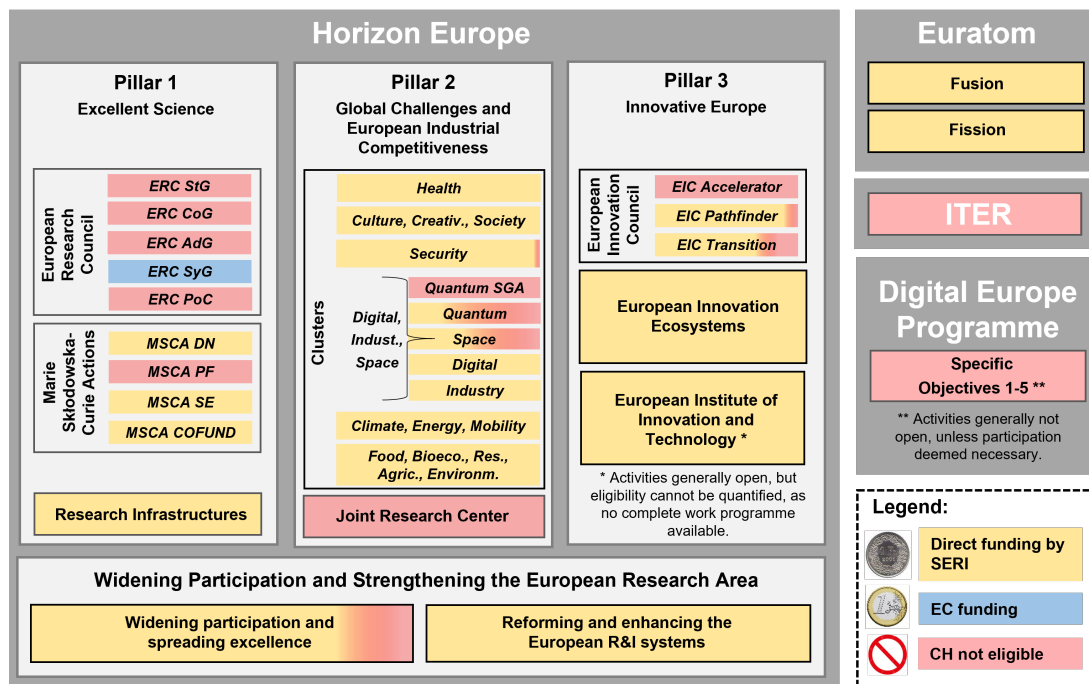 Horizon Europe
Pillar 1
Excellent Science
European
Research
Council
ERC StG
ERC CoG
ERC AdG
ERC SyG
ERC PoC
Marie
Skłodowska-
Curie Actions
MSCA DN
MSCA PF
MSCA SE
MSCA COFUND
Research Infrastructures
Pillar 2
Global Challenges and
European Industrial
Competitiveness
Clusters
Health
Culture, Creativ., Society
Security
Digital,
Indust.,
Space
Quantum SGA
Quantum
Space
Digital
Industry
Climate, Energy, Mobility
Food, Bioeco., Res.,
Agric., Environm.
Joint Research Center
Pillar 3
Innovative Europe
European
Innovation
Council
EIC Accelerator
EIC Pathfinder
EIC Transition
European Innovation
Ecosystems
European Institute of
Innovation and
Technology *
* Activities generally open, but
eligibility cannot be quantified, as
no complete work programme
available.
Widening Participation and Strengthening the European Research Area
Widening participation and
spreading excellence
Reforming and enhancing the
European R&I systems
Euratom
Fusion
Fission
ITER
Digital Europe
Programme
Specific
Objectives 1-5 **
** Activities generally not
open, unless participation
deemed necessary.
Legend:
Direct funding by
SERI
EC funding
CH not eligible